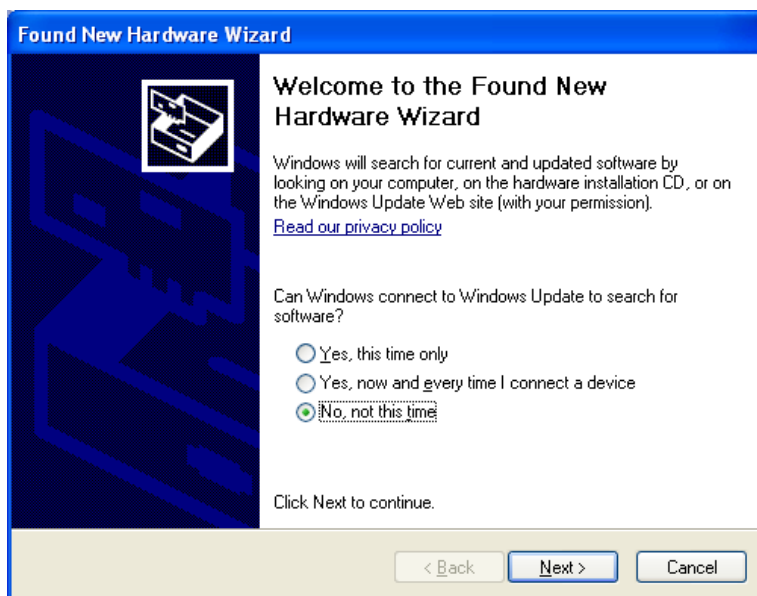 Found New Hardware Wizard
Welcome to the Found New
Hardware Wizard
Windows will search for current and updated software by
looking on your computer, on the hardware installation CD, or on
the Windows Update Web site (with your permission).
Read our privacy policy
Can Windows connect to Windows Update to search for
software?
Yes, this time only
Yes, now and every time I connect a device
No, not this time
Click Next to continue.
< Back Next > Cancel